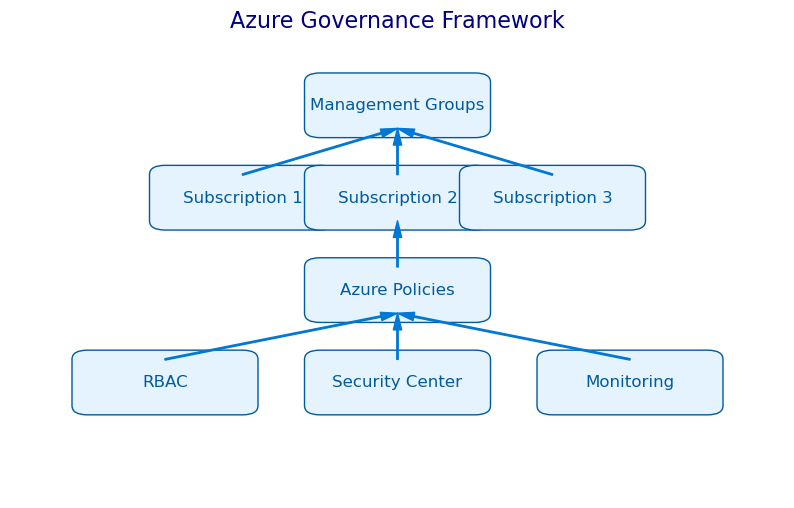 Azure Governance Framework
Management Groups
Subscription 1
Subscription 2
Subscription 3
Azure Policies
RBAC
Security Center
Monitoring